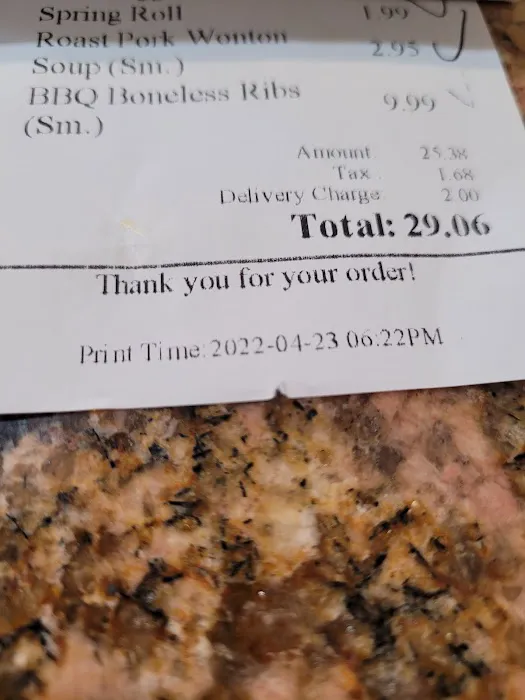 Spring Roll 1.99
Roast Pork Wonton 2.95
Soup (Sm.)
BBQ Boneless Ribs 9.99
(Sm.)
Amount 25.38
Tax 1.68
Delivery Charge 2.00
Total: 29.06
Thank you for your order!
Print Time:2022-04-23 06:22PM